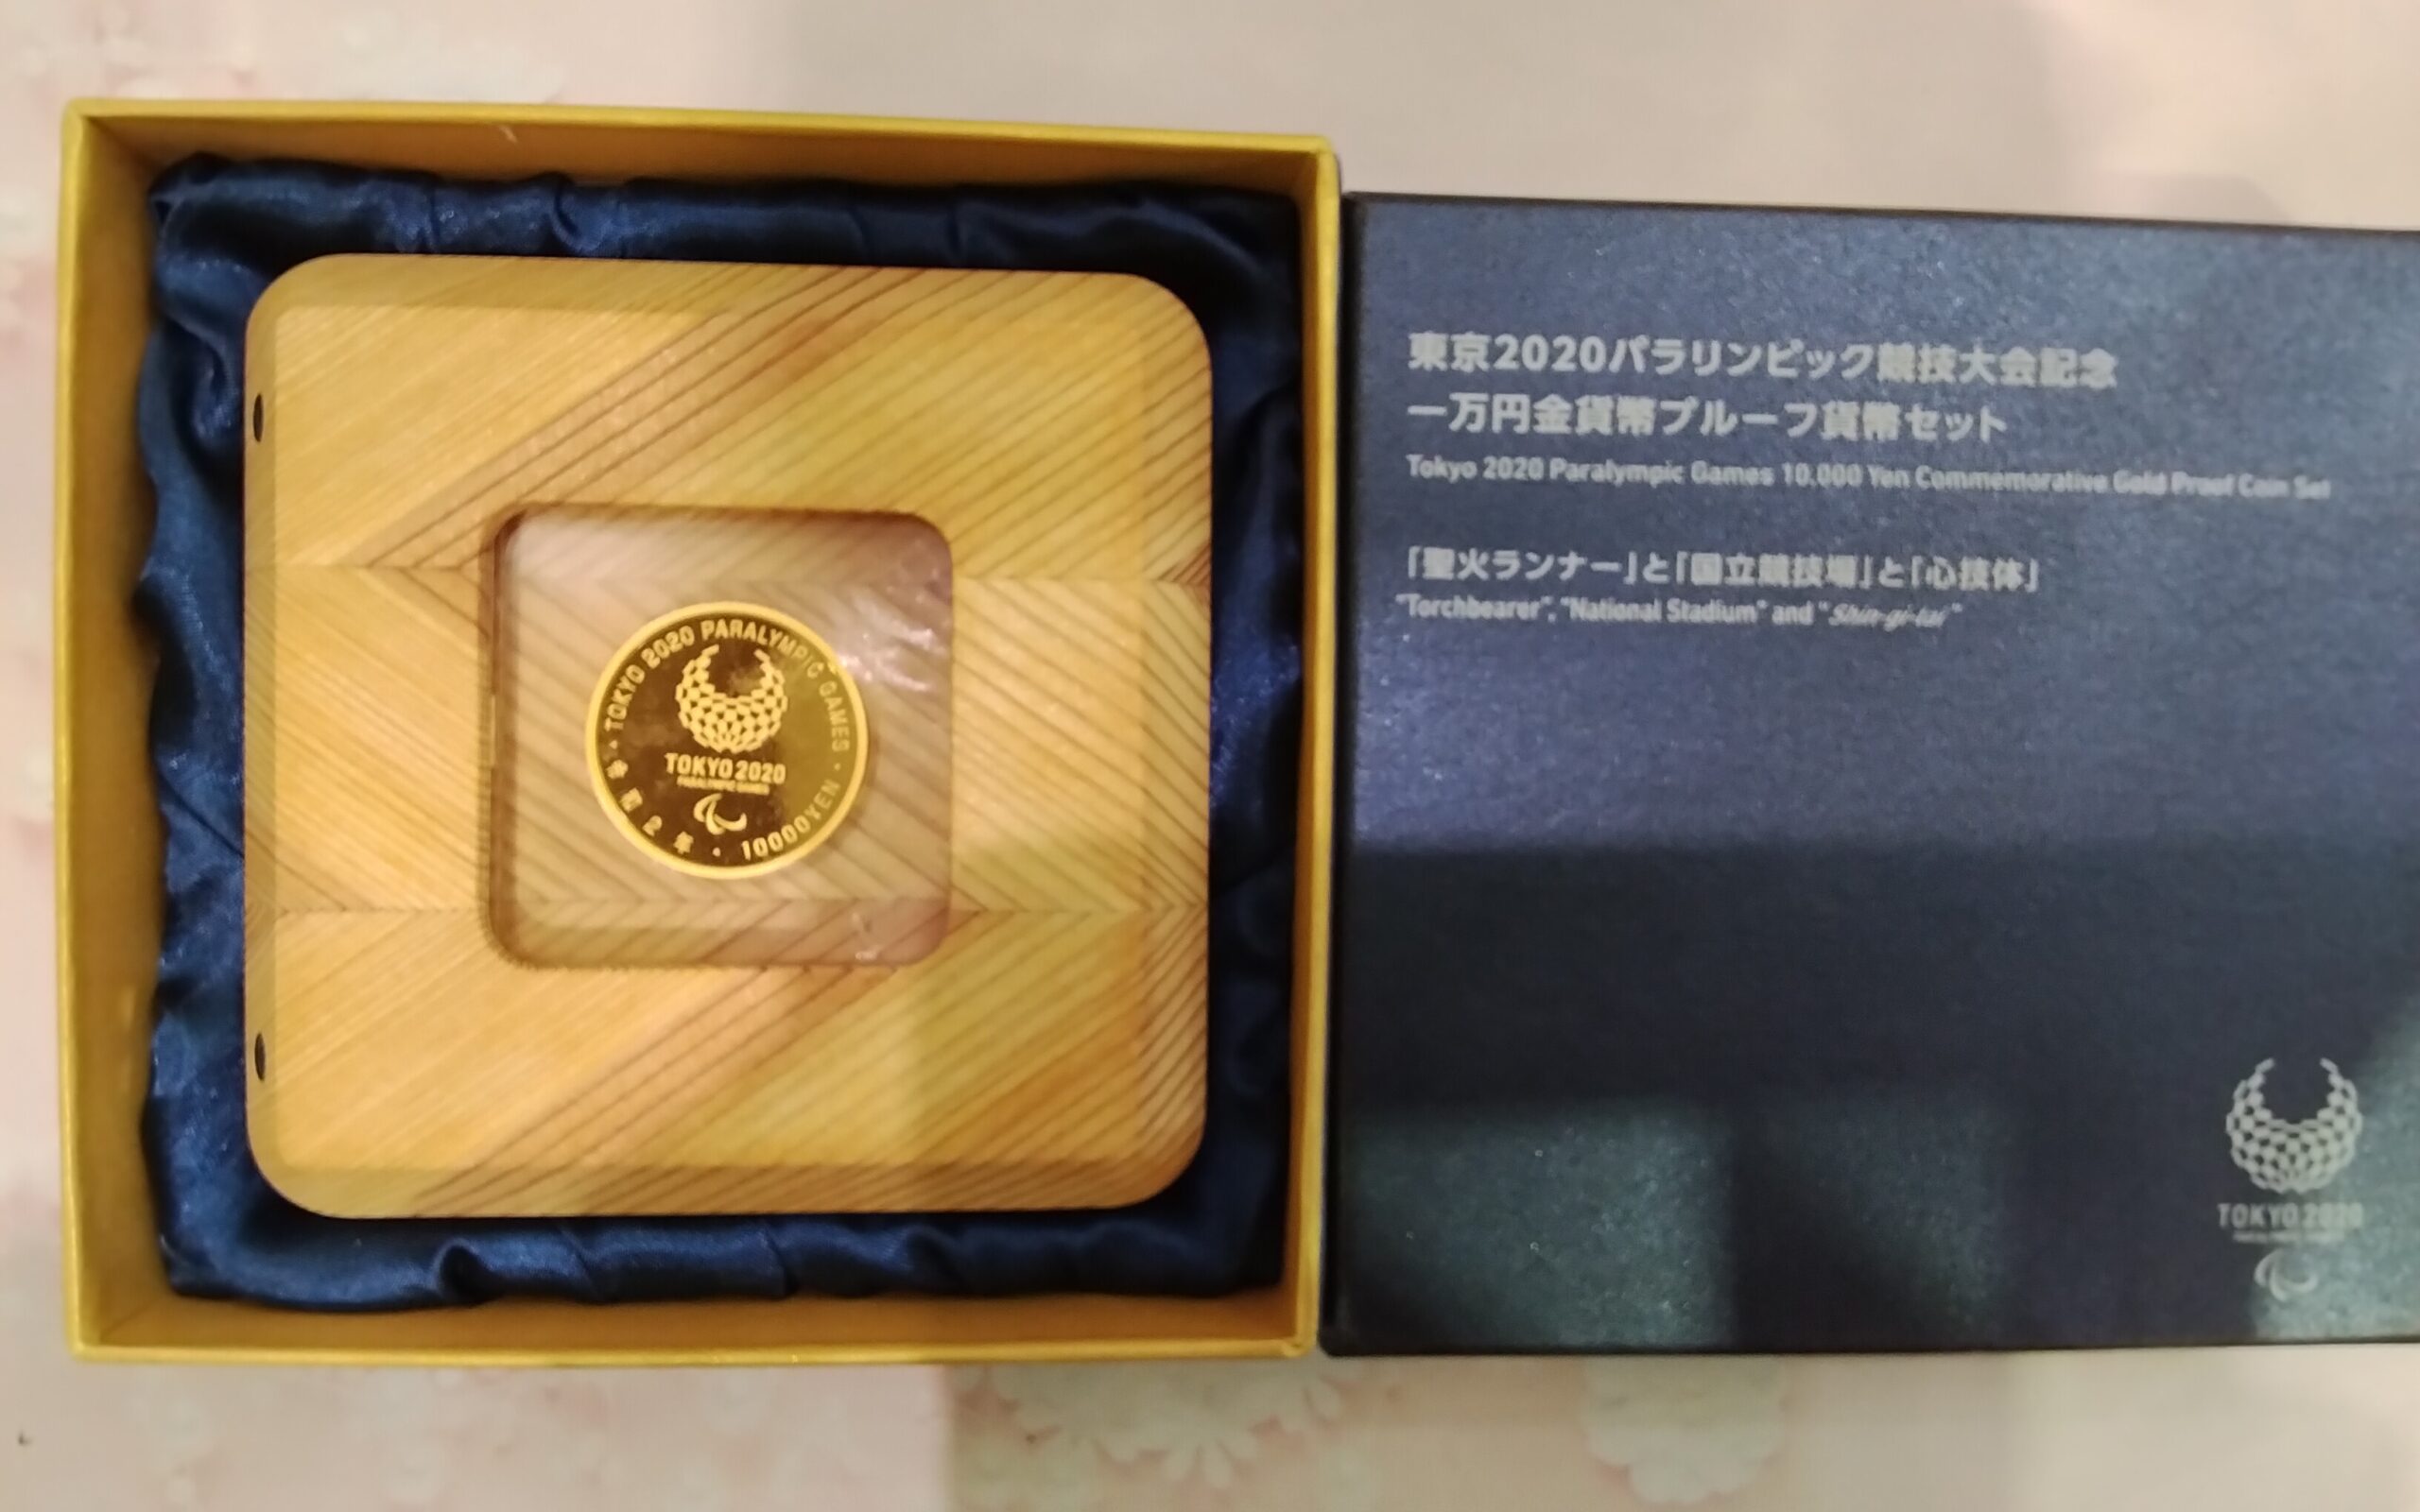 TOKYO 2020 PARALYMPIC GAMES
TOKYO 2020
PARALYMPIC GAMES
令和2年・10000YEN
東京2020パラリンピック競技大会記念
一万円金貨幣プルーフ貨幣セット
Tokyo 2020 Paralympic Games 10,000 Yen Commemorative Gold Proof Coin Set
「聖火ランナー」と「国立競技場」と「心技体」
"Torchbearer", "National Stadium" and "Shin-gi-tai"
TOKYO 2020